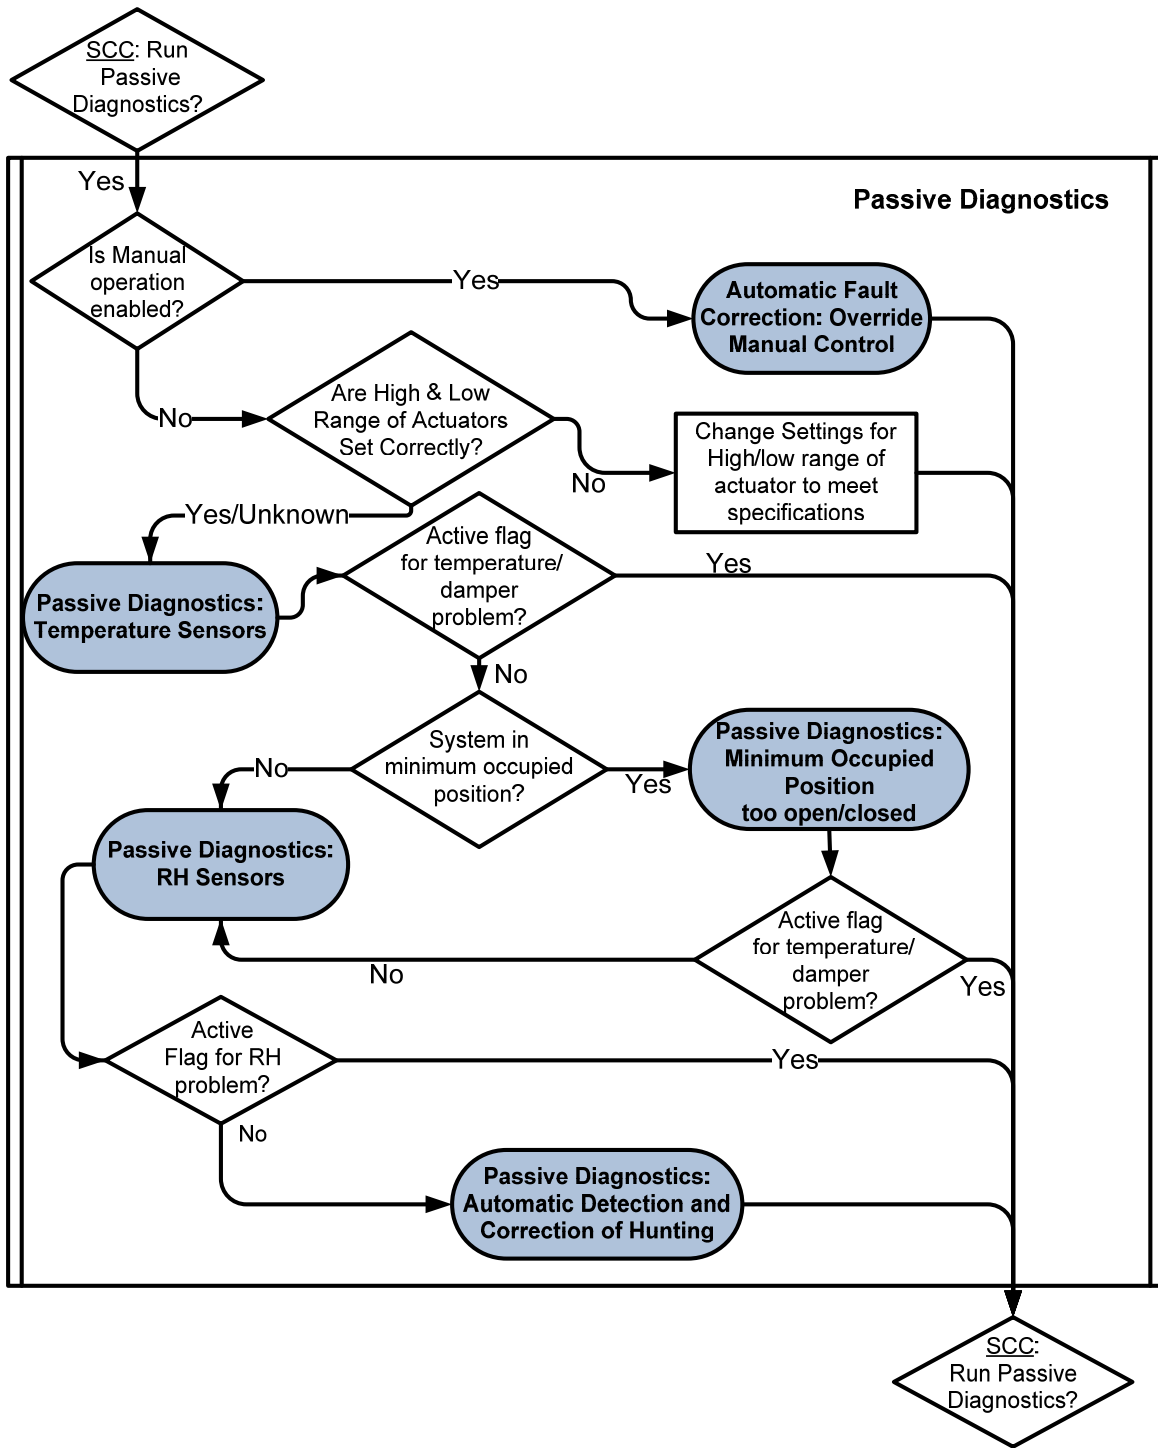 SCC: Run
Passive
Diagnostics?
Yes
Passive Diagnostics
Is Manual
operation
enabled?
Yes
Automatic Fault
Correction: Override
Manual Control
No
Are High & Low
Range of Actuators
Set Correctly?
No
Change Settings for
High/low range of
actuator to meet
specifications
Yes/Unknown
Passive Diagnostics:
Temperature Sensors
Active flag
for temperature/
damper
problem?
Yes
No
System in
minimum occupied
position?
No
Yes
Passive Diagnostics:
Minimum Occupied
Position
too open/closed
Passive Diagnostics:
RH Sensors
Active flag
for temperature/
damper
problem?
No
Yes
Active
Flag for RH
problem?
Yes
No
Passive Diagnostics:
Automatic Detection and
Correction of Hunting
SCC:
Run Passive
Diagnostics?